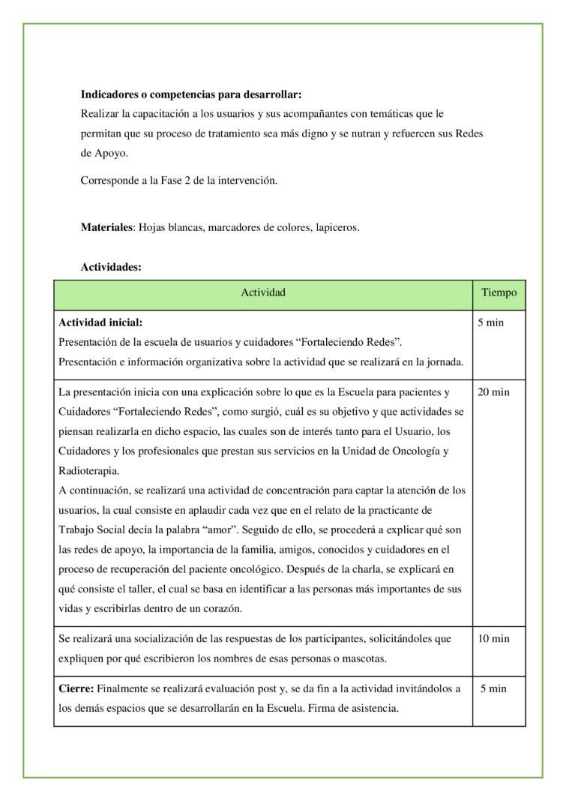 Indicadores o competencias para desarrollar:
Realizar la capacitación a los usuarios y sus acompañantes con temáticas que le
permitan que su proceso de tratamiento sea más digno y se nutran y refuercen sus Redes
de Apoyo.
Corresponde a la Fase 2 de la intervención.
Materiales: Hojas blancas, marcadores de colores, lapiceros.
Actividades:
Actividad Tiempo
Actividad inicial: 5 min
Presentación de la escuela de usuarios y cuidadores “Fortaleciendo Redes”.
Presentación e información organizativa sobre la actividad que se realizará en la jornada.
La presentación inicia con una explicación sobre lo que es la Escuela para pacientes y 20 min
Cuidadores “Fortaleciendo Redes”, como surgió, cuál es su objetivo y que actividades se
piensan realizarla en dicho espacio, las cuales son de interés tanto para el Usuario, los
Cuidadores y los profesionales que prestan sus servicios en la Unidad de Oncología y
Radioterapia.
A continuación, se realizará una actividad de concentración para captar la atención de los
usuarios, la cual consiste en aplaudir cada vez que en el relato de la practicante de
Trabajo Social decía la palabra “amor”. Seguido de ello, se procederá a explicar qué son
las redes de apoyo, la importancia de la familia, amigos, conocidos y cuidadores en el
proceso de recuperación del paciente oncológico. Después de la charla, se explicará en
qué consiste el taller, el cual se basa en identificar a las personas más importantes de sus
vidas y escribirlas dentro de un corazón.
Se realizará una socialización de las respuestas de los participantes, solicitándoles que 10 min
expliquen por qué escribieron los nombres de esas personas o mascotas.
Cierre: Finalmente se realizará evaluación post y, se da fin a la actividad invitándolos a 5 min
los demás espacios que se desarrollarán en la Escuela. Firma de asistencia.